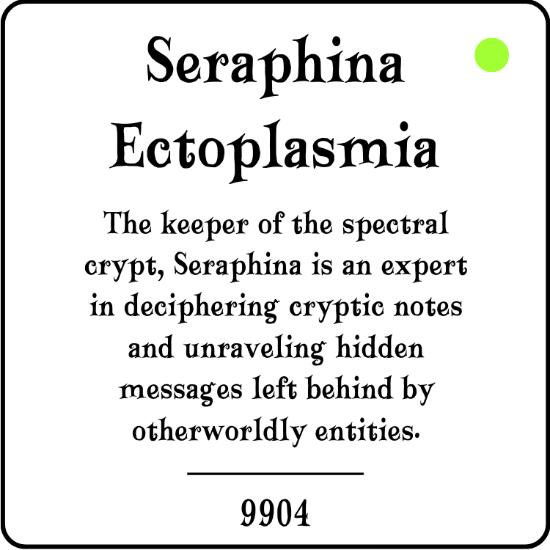 Seraphina
Ectoplasmia
The keeper of the spectral
crypt, Seraphina is an expert
in deciphering cryptic notes
and unraveling hidden
messages left behind by
otherworldly entities.
9904